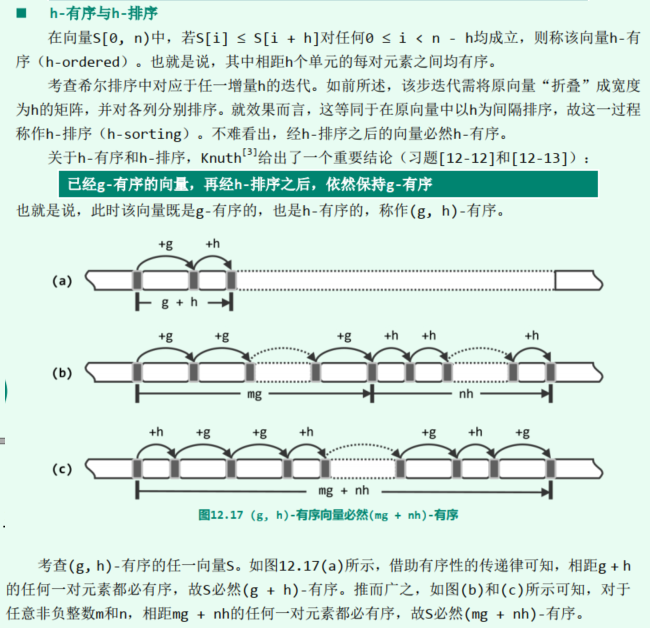 ■ h-有序与h-排序
在向量S[0, n)中，若S[i] ≤ S[i + h]对任何0 ≤ i < n - h均成立，则称该向量h-有
序（h-ordered）。也就是说，其中相距h个单元的每对元素之间均有序。
考查希尔排序中对应于任一增量h的迭代。如前所述，该步迭代需将原向量“折叠”成宽度
为h的矩阵，并对各列分别排序。就效果而言，这等同于在原向量中以h为间隔排序，故这一过程
称作h-排序（h-sorting）。不难看出，经h-排序之后的向量必然h-有序。
关于h-有序和h-排序，Knuth[3]给出了一个重要结论（习题[12-12]和[12-13]）：
已经g-有序的向量，再经h-排序之后，依然保持g-有序
也就是说，此时该向量既是g-有序的，也是h-有序的，称作(g, h)-有序。
+g +h
(a)
g + h
+g +g +g +h +h +h
(b)
mg nh
+h +g +g +h +g +h +g
(c)
mg + nh
图12.17 (g, h)-有序向量必然(mg + nh)-有序
考查(g, h)-有序的任一向量S。如图12.17(a)所示，借助有序性的传递律可知，相距g + h
的任何一对元素都必有序，故S必然(g + h)-有序。推而广之，如图(b)和(c)所示可知，对于
任意非负整数m和n，相距mg + nh的任何一对元素都必有序，故S必然(mg + nh)-有序。